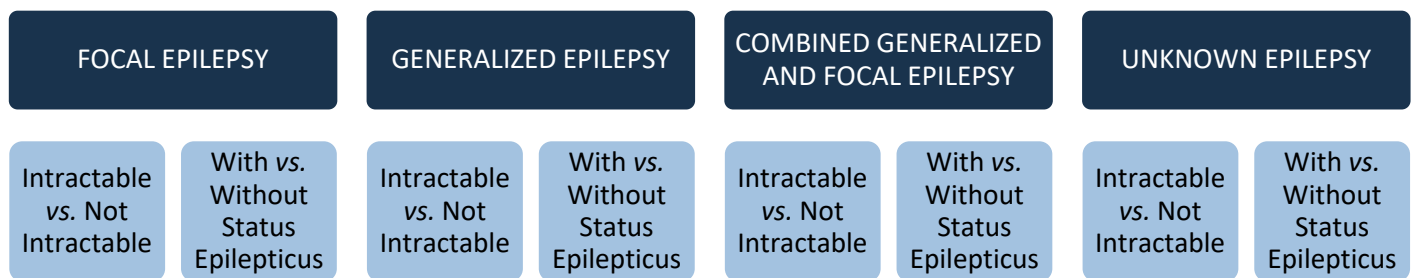 FOCAL EPILEPSY
GENERALIZED EPILEPSY
COMBINED GENERALIZED
AND FOCAL EPILEPSY
UNKNOWN EPILEPSY
Intractable
vs. Not
Intractable
With vs.
Without
Status
Epilepticus
Intractable
vs. Not
Intractable
With vs.
Without
Status
Epilepticus
Intractable
vs. Not
Intractable
With vs.
Without
Status
Epilepticus
Intractable
vs. Not
Intractable
With vs.
Without
Status
Epilepticus